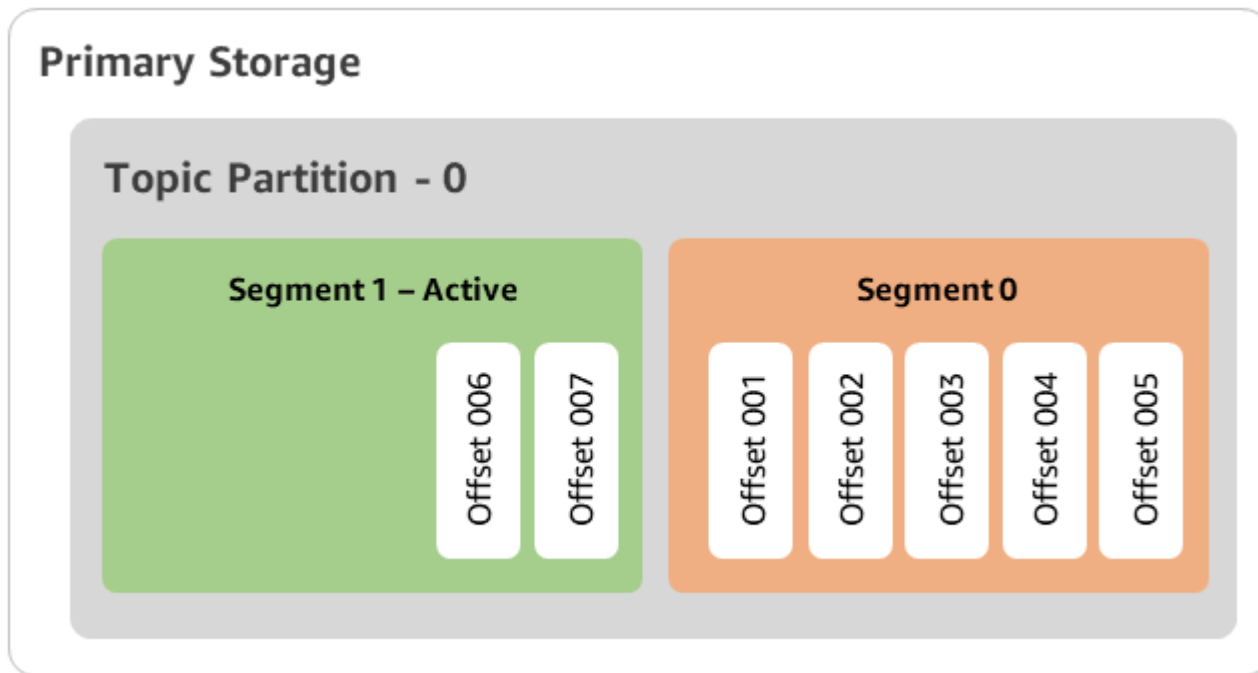 Primary Storage
Topic Partition - 0
Segment 1 – Active
Offset 006
Offset 007
Segment 0
Offset 001
Offset 002
Offset 003
Offset 004
Offset 005